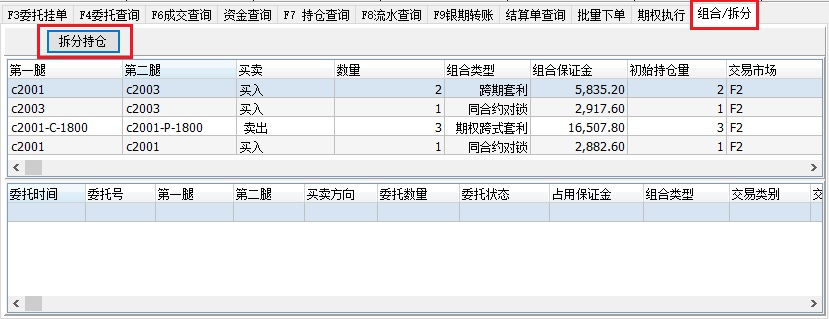 F3委托挂单 F4委托查询 F6成交查询 资金查询 F7 持仓查询 F8流水查询 F9银期转账 结算单查询 批量下单 期权执行 组合/拆分
拆分持仓
第一腿 第二腿 买卖 数量 组合类型 组合保证金 初始持仓量 交易市场
c2001 c2003 买入 2 跨期套利 5,835.20 2 F2
c2003 c2003 买入 1 同合约对锁 2,917.60 1 F2
c2001-C-1800 c2001-P-1800 卖出 3 期权跨式套利 16,507.80 3 F2
c2001 c2001 买入 1 同合约对锁 2,882.60 1 F2
委托时间 委托号 第一腿 第二腿 买卖方向 委托数量 委托状态 占用保证金 组合类型 交易类别